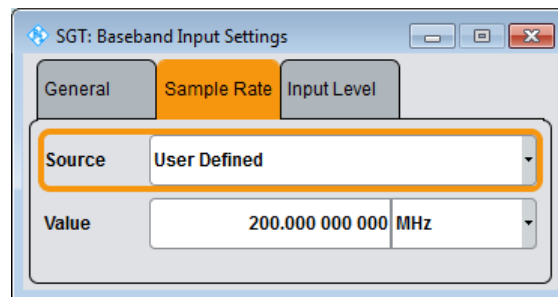 SGT: Baseband Input Settings
General Sample Rate Input Level
Source User Defined
Value 200.000 000 000 MHz